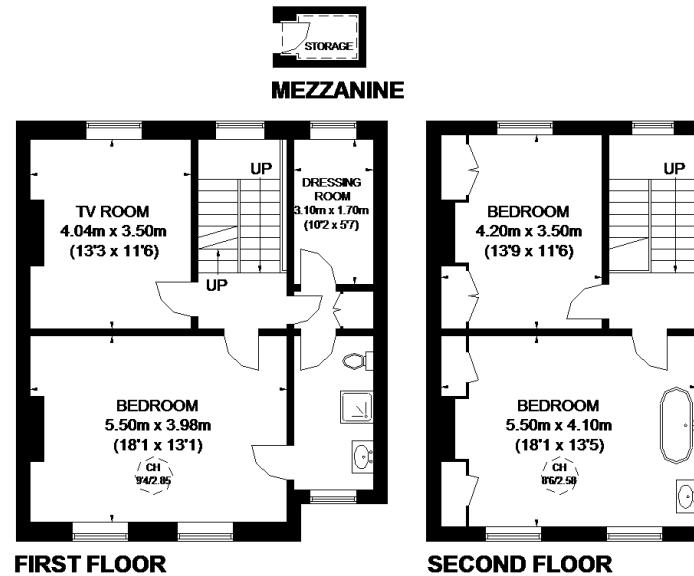 STORAGE
MEZZANINE
UP
DRESSING
ROOM
3.10m x 1.70m
(10'2 x 5'7)
TV ROOM
4.04m x 3.50m
(13'3 x 11'6)
UP
BEDROOM
5.50m x 3.98m
(18'1 x 13'1)
CH
9'4/2.85
FIRST FLOOR
UP
BEDROOM
4.20m x 3.50m
(13'9 x 11'6)
BEDROOM
5.50m x 4.10m
(18'1 x 13'5)
CH
8'6/2.58
SECOND FLOOR